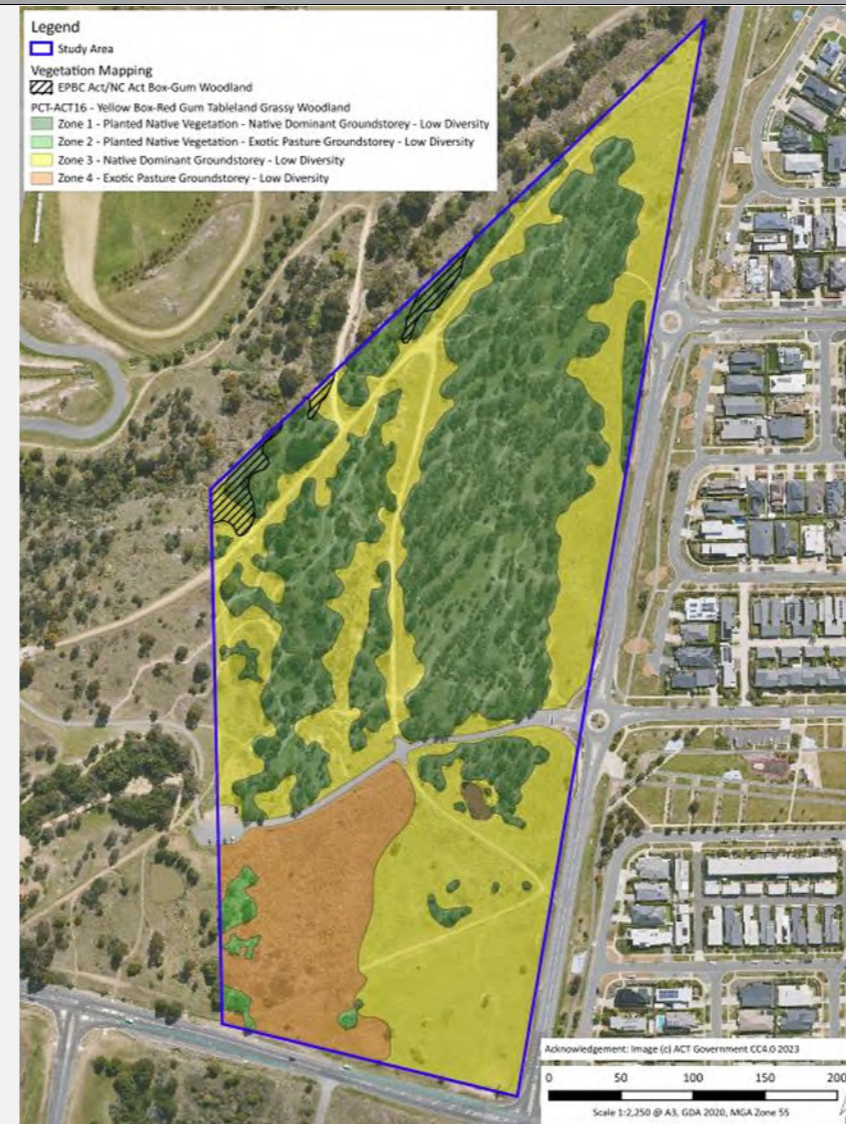 Legend
Study Area
Vegetation Mapping
EPBC Act/NC Act Box-Gum Woodland
PCT-ACT16 - Yellow Box-Red Gum Tableland Grassy Woodland
Zone 1 - Planted Native Vegetation - Native Dominant Groundstorey - Low Diversity
Zone 2 - Planted Native Vegetation - Exotic Pasture Groundstorey - Low Diversity
Zone 3 - Native Dominant Groundstorey - Low Diversity
Zone 4 - Exotic Pasture Groundstorey - Low Diversity
Acknowledgement: Image (c) ACT Government CC4.0 2023
0 50 100 150 200
Scale 1:2,250 @ A3, GDA 2020, MGA Zone 55